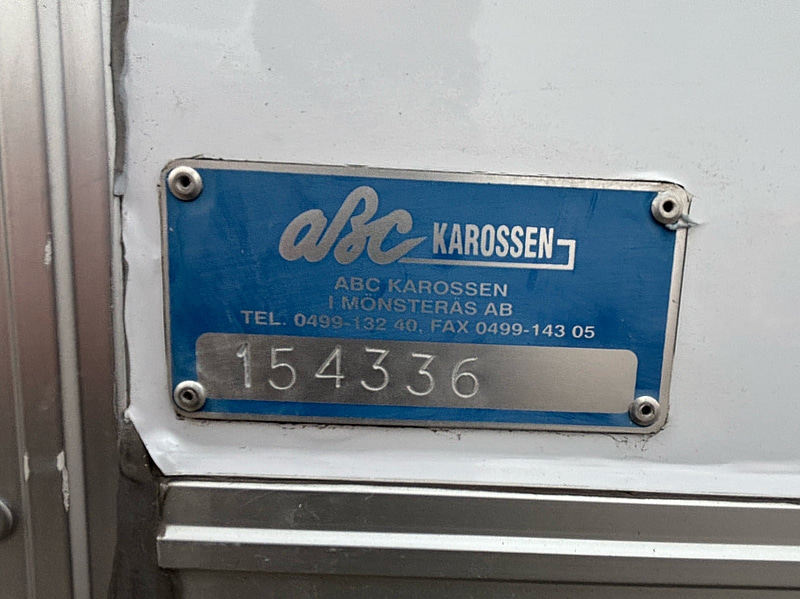 aBC KAROSSEN
ABC KAROSSEN
I MÖNSTERÅS AB
TEL. 0499-132 40, FAX 0499-143 05
154336